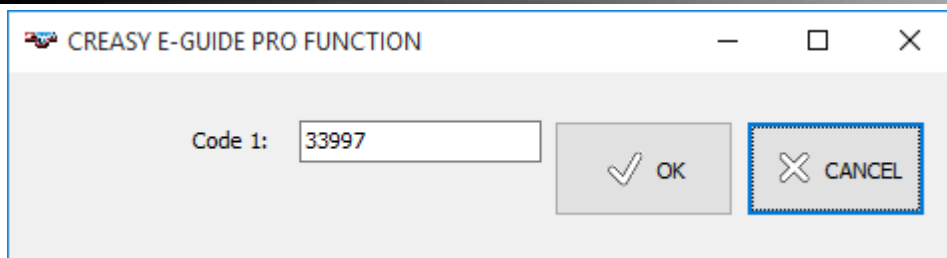 CREASY E-GUIDE PRO FUNCTION
Code 1: 33997 OK CANCEL